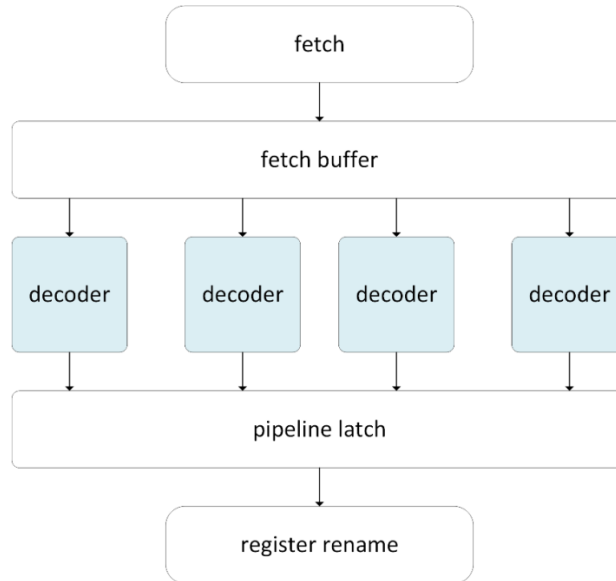 fetch
fetch buffer
decoder
decoder
decoder
decoder
pipeline latch
register rename